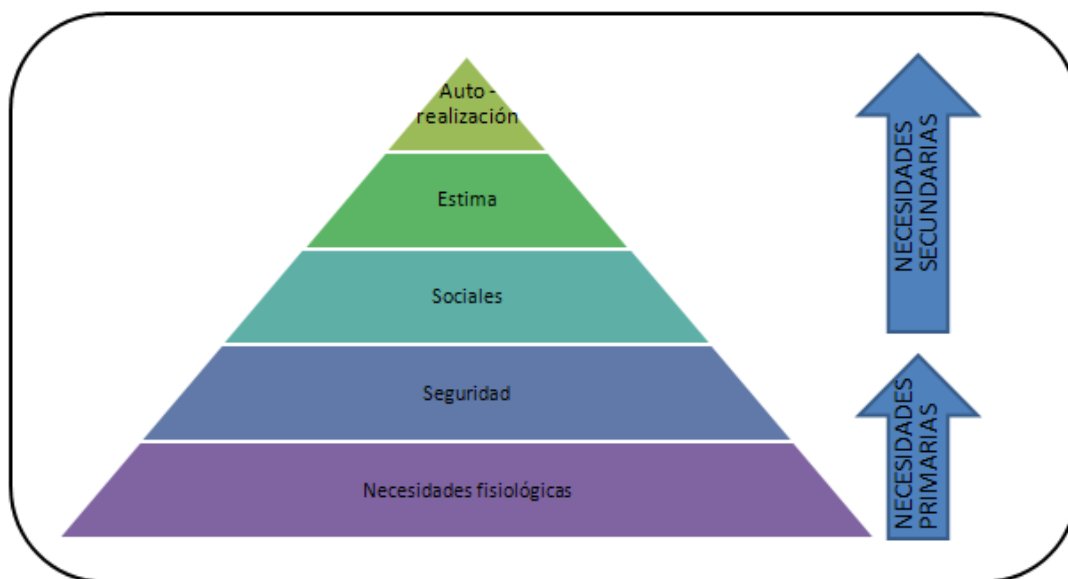 Auto -
realización
Estima
Sociales
Seguridad
Necesidades fisiológicas
NECESIDADES
SECUNDARIAS
NECESIDADES
PRIMARIAS